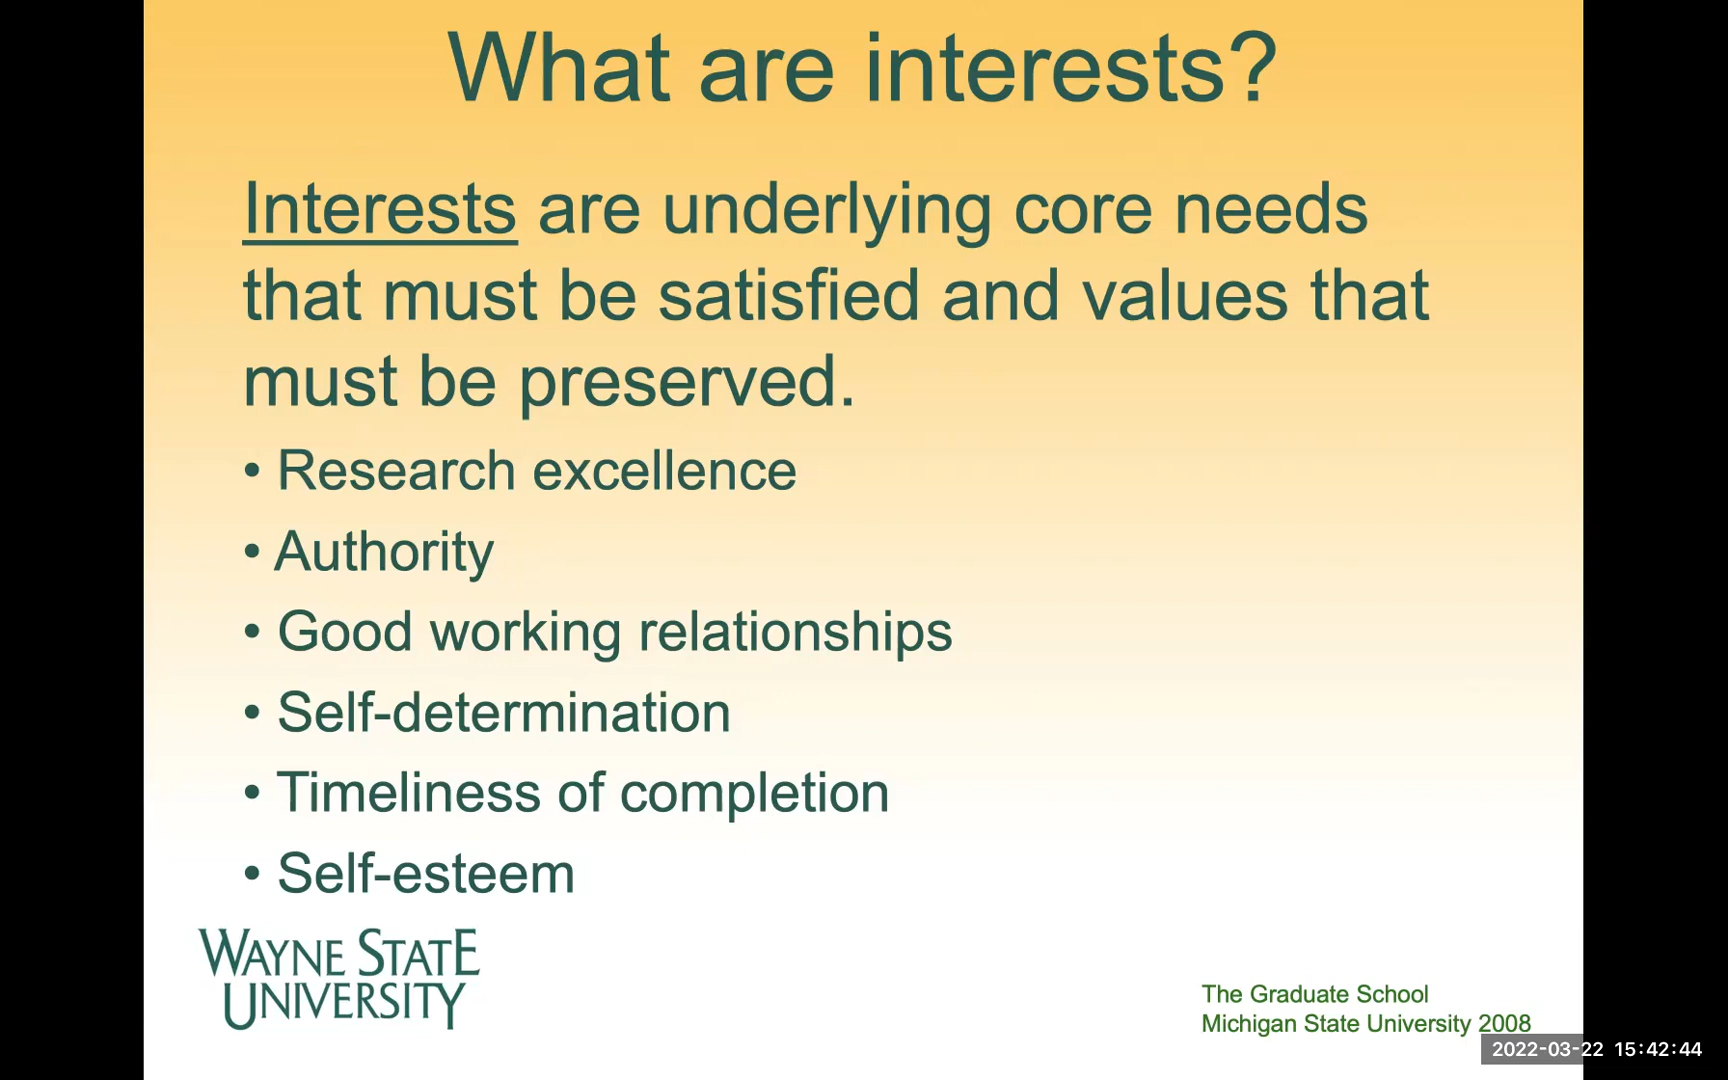 What are interests?
Interests are underlying core needs
that must be satisfied and values that
must be preserved.
• Research excellence
• Authority
• Good working relationships
• Self-determination
• Timeliness of completion
• Self-esteem
WAYNE STATE
UNIVERSITY
The Graduate School
Michigan State University 2008
2022-03-22 15:42:44